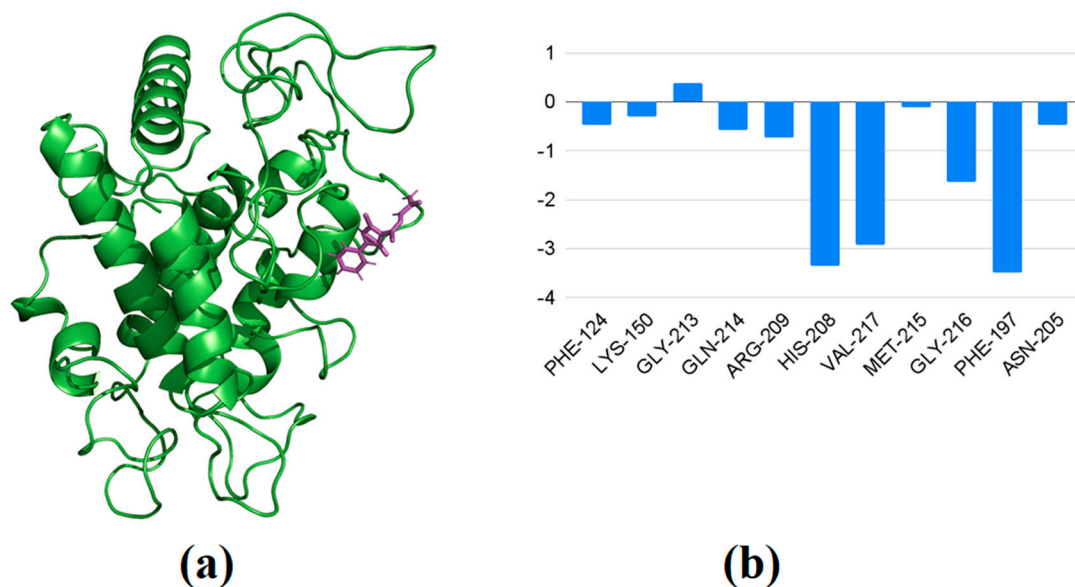 1
0
-1
-2
-3
-4
PHE-124
LYS-150
GLY-213
GLN-214
ARG-209
HIS-208
VAL-217
MET-215
GLY-216
PHE-197
ASN-205
(a)
(b)